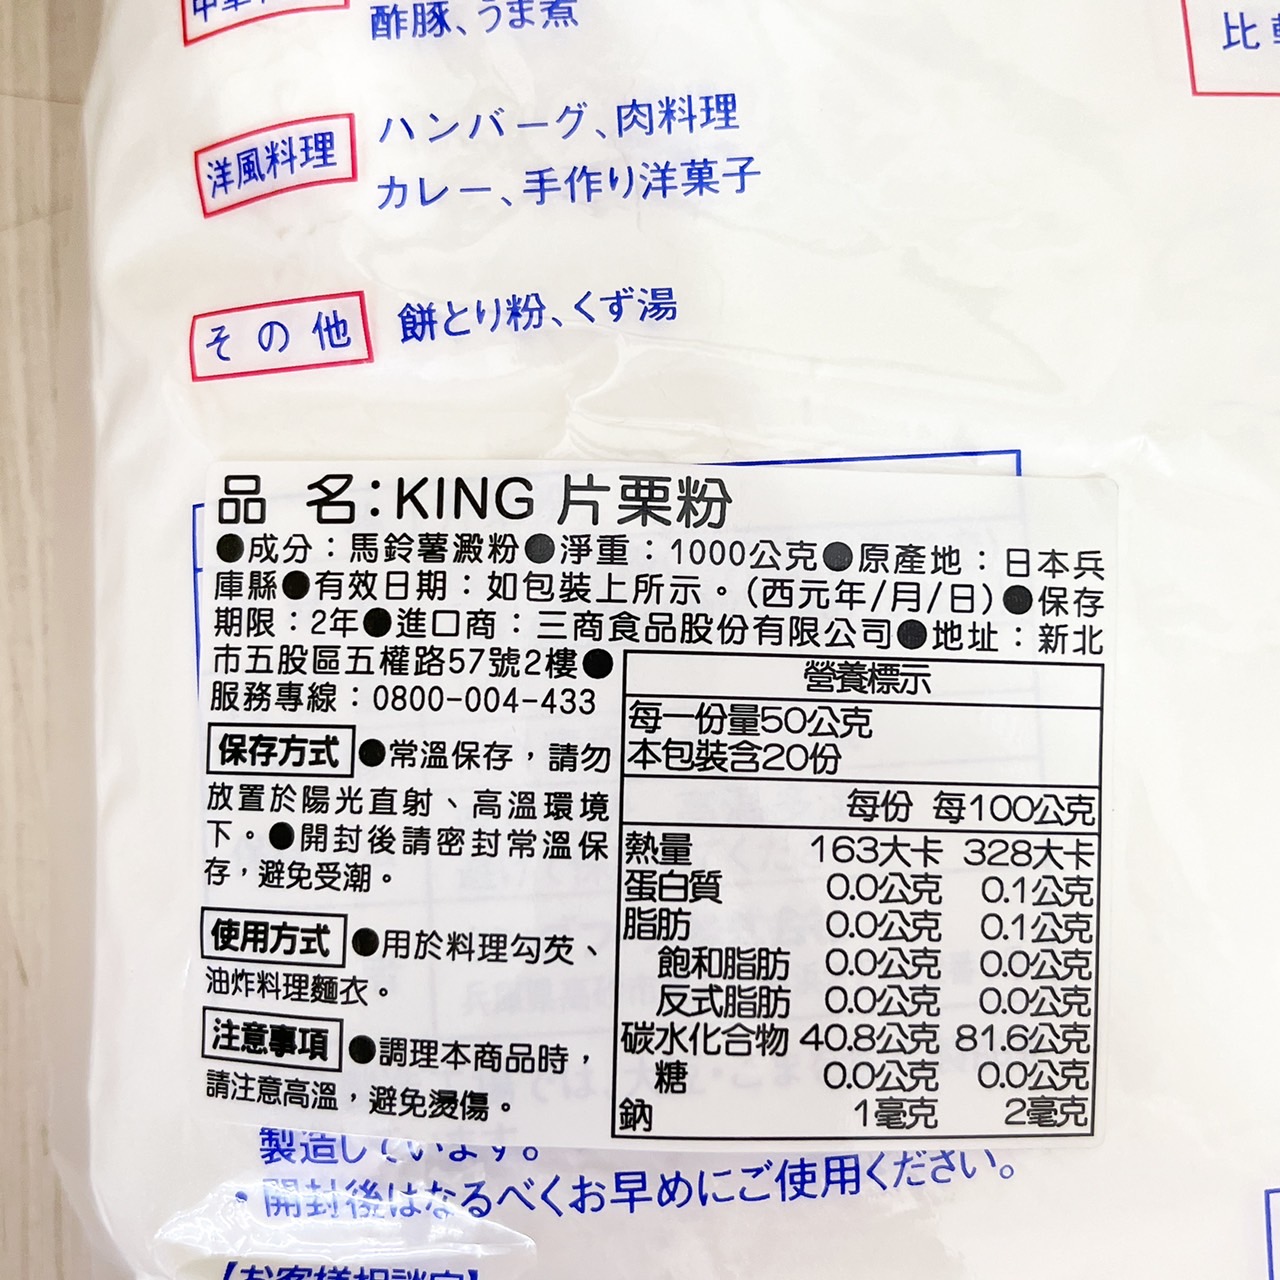 酢豚、うま煮
洋風料理
ハンバーグ、肉料理
カレー、手作り洋菓子
その他
餅とり粉、くず湯
品 名：KING 片栗粉
●成分：馬鈴薯澱粉●淨重：1000公克●原產地：日本兵
庫縣●有效日期：如包裝上所示。(西元年/月/日)●保存
期限：2年●進口商：三商食品股份有限公司●地址：新北
市五股區五權路57號2樓●
服務專線：0800-004-433
保存方式 ●常溫保存，請勿
放置於陽光直射、高溫環境
下。●開封後請密封常溫保
存，避免受潮。
使用方式 ●用於料理勾芡、
油炸料理麵衣。
注意事項 ●調理本商品時，
請注意高溫，避免燙傷。
營養標示
每一份量50公克
本包裝含20份
每份 每100公克
熱量 163大卡 328大卡
蛋白質 0.0公克 0.1公克
脂肪 0.0公克 0.1公克
飽和脂肪 0.0公克 0.0公克
反式脂肪 0.0公克 0.0公克
碳水化合物 40.8公克 81.6公克
糖 0.0公克 0.0公克
鈉 1毫克 2毫克
製造しています。
・開封後はなるべくお早めにご使用ください。